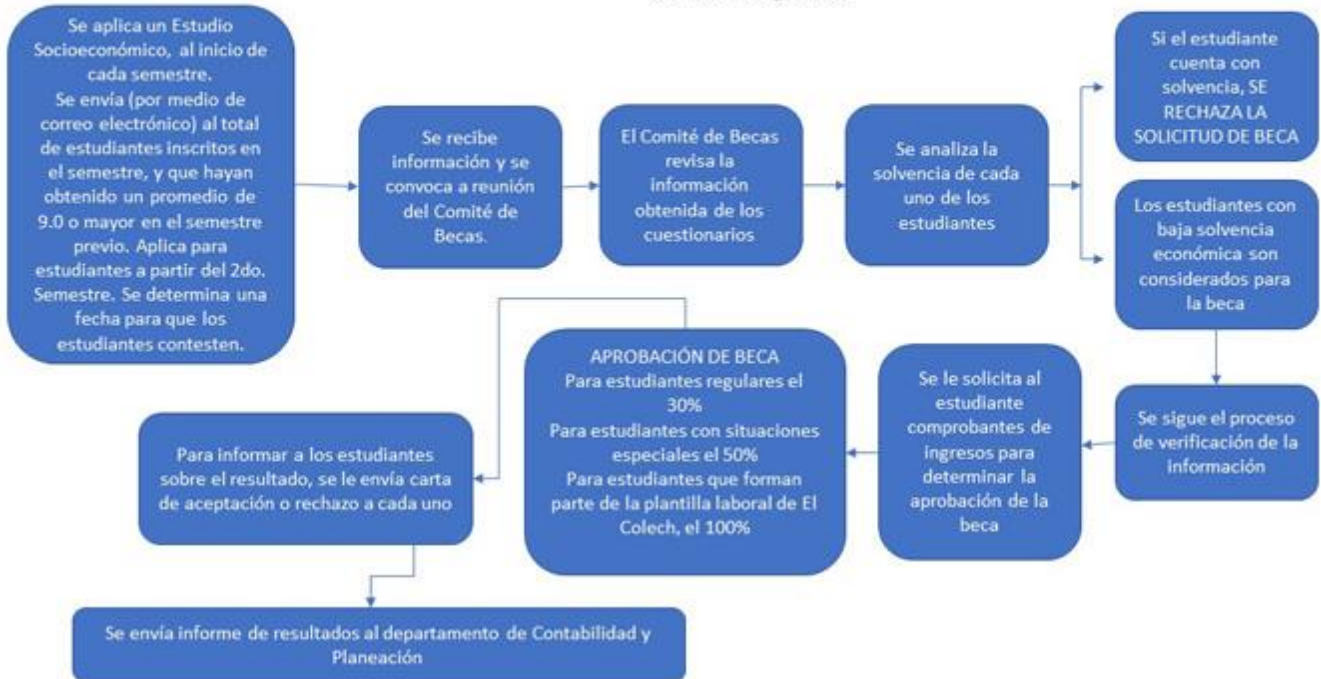 Se aplica un Estudio
Socioeconómico, al inicio de
cada semestre.
Se envía (por medio de
correo electrónico) al total
de estudiantes inscritos en
el semestre, y que hayan
obtenido un promedio de
9.0 o mayor en el semestre
previo. Aplica para
estudiantes a partir del 2do.
Semestre. Se determina una
fecha para que los
estudiantes contesten.
Se recibe
información y se
convoca a reunión
del Comité de
Becas.
El Comité de Becas
revisa la
información
obtenida de los
cuestionarios
Se analiza la
solvencia de cada
uno de los
estudiantes
Si el estudiante
cuenta con
solvencia, SE
RECHAZA LA
SOLICITUD DE BECA
Los estudiantes con
baja solvencia
económica son
considerados para
la beca
Se sigue el proceso
de verificación de la
información
Se le solicita al
estudiante
comprobantes de
ingresos para
determinar la
aprobación de la
beca
APROBACIÓN DE BECA
Para estudiantes regulares el
30%
Para estudiantes con situaciones
especiales el 50%
Para estudiantes que forman
parte de la plantilla laboral de El
Colech, el 100%
Para informar a los estudiantes
sobre el resultado, se le envía carta
de aceptación o rechazo a cada uno
Se envía informe de resultados al departamento de Contabilidad y
Planeación